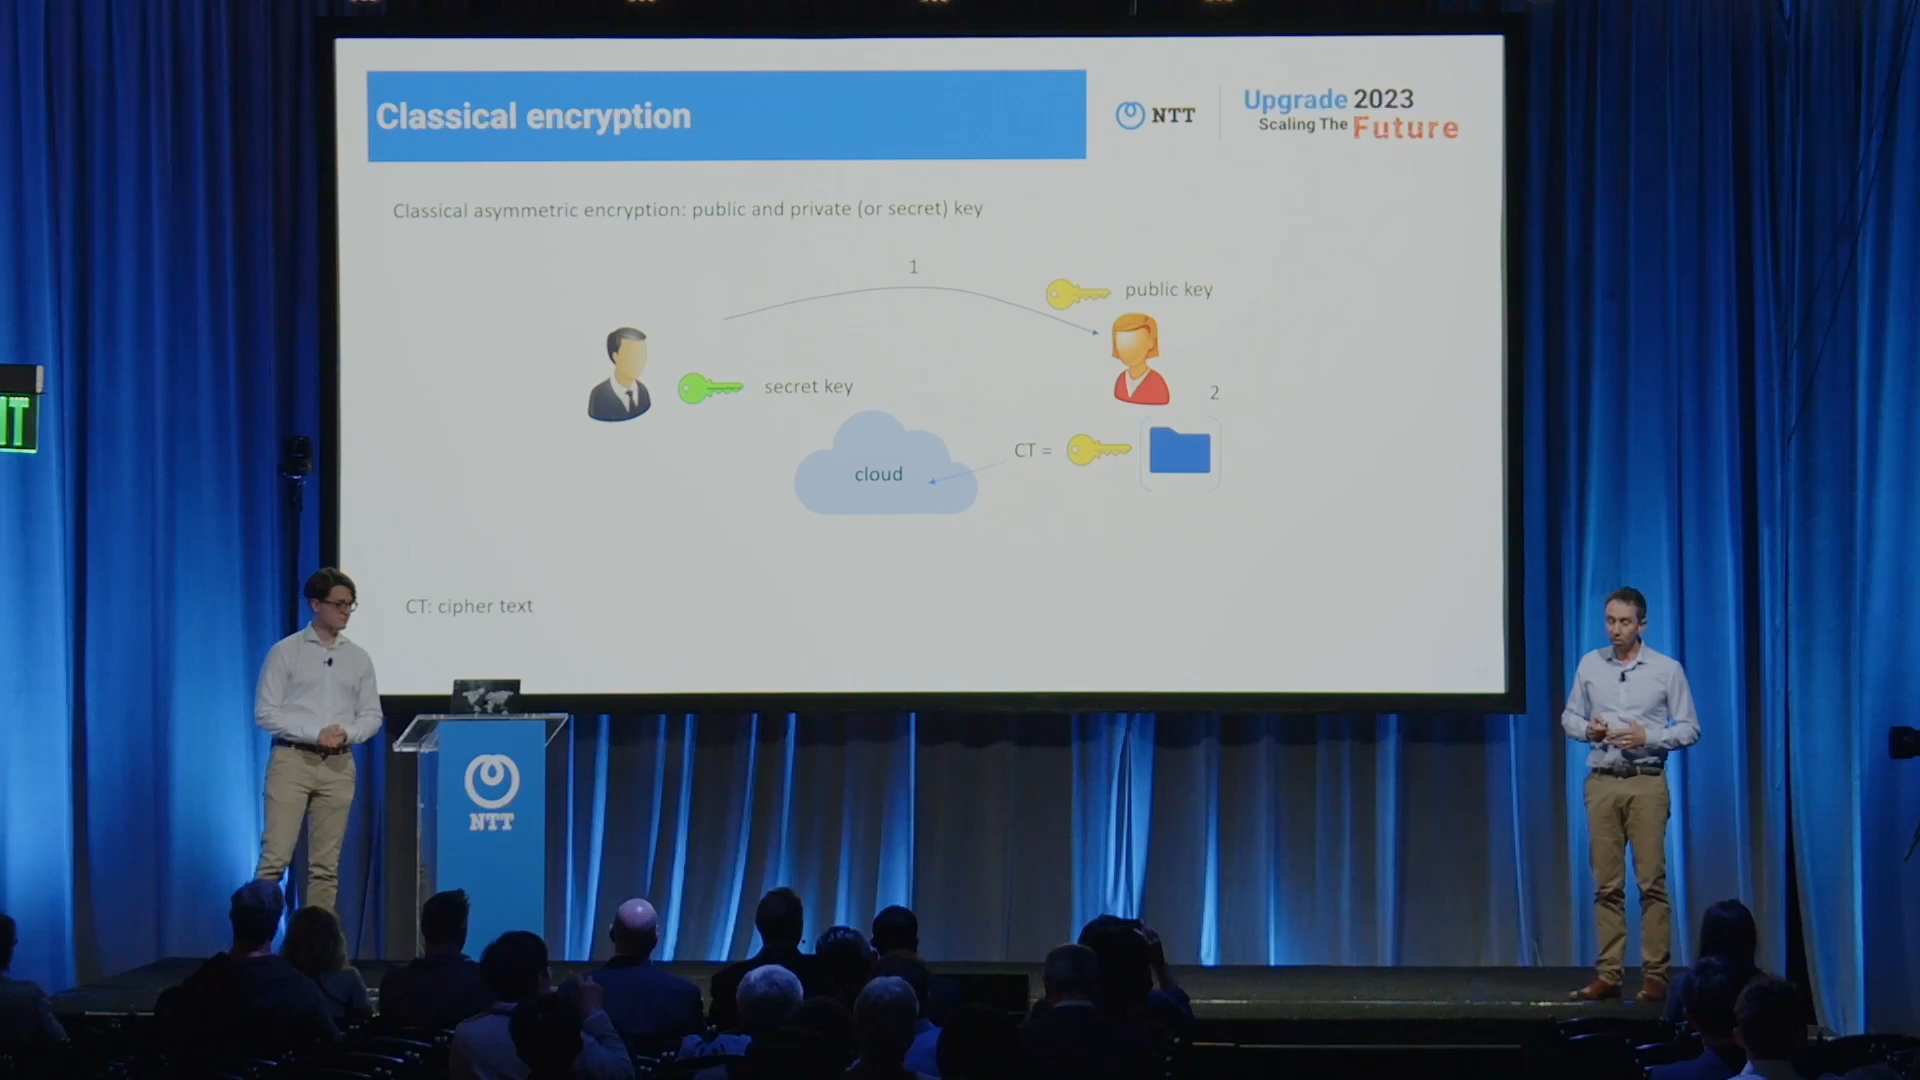 Classical encryption
NTT
Upgrade 2023
Scaling The Future
Classical asymmetric encryption: public and private (or secret) key
1
public key
secret key
2
CT =
cloud
CT: cipher text
NTT